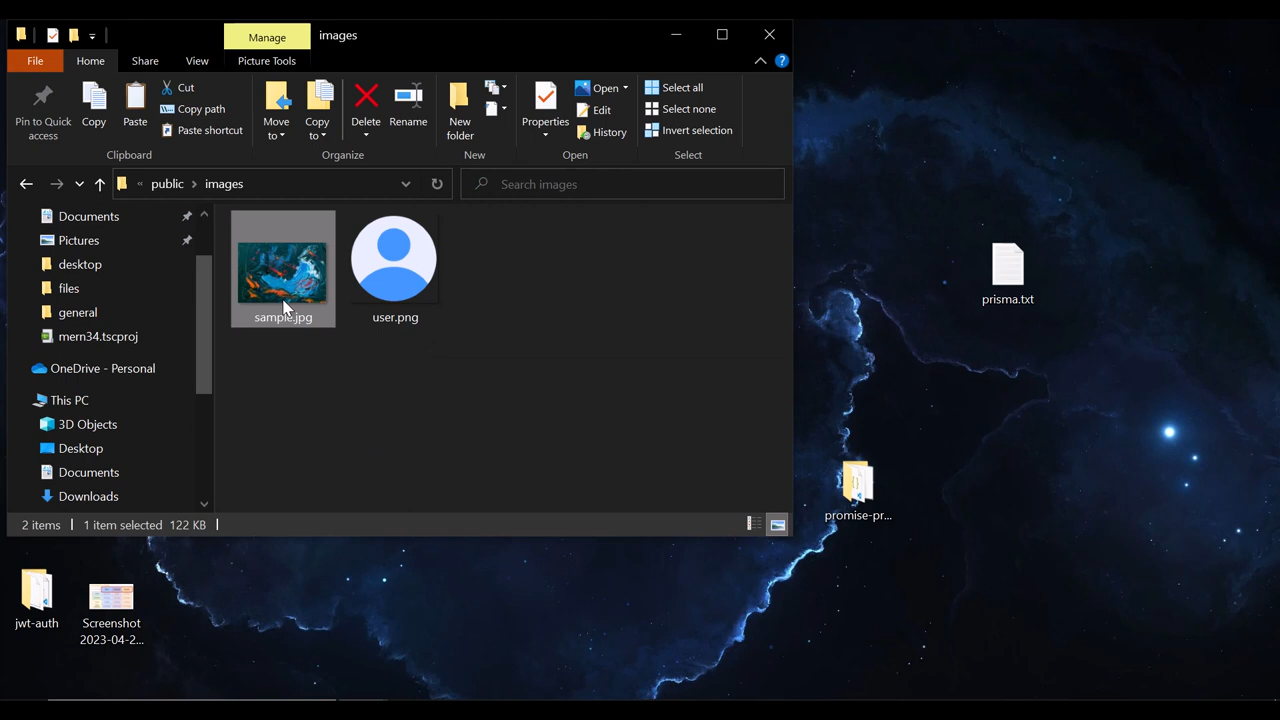 Manage
images
File
Home
Share
View
Picture Tools
Pin to Quick
access
Copy
Paste
Cut
Copy path
Paste shortcut
Clipboard
Move
to
Copy
to
Delete
Rename
Organize
New
folder
New
Properties
Open
Edit
History
Open
Select all
Select none
Invert selection
Select
« public > images
Search images
Documents
Pictures
desktop
files
general
mern34.tscproj
OneDrive - Personal
This PC
3D Objects
Desktop
Documents
Downloads
sample.jpg
user.png
2 items
1 item selected 122 KB
prisma.txt
promise-pr...
jwt-auth
Screenshot
2023-04-2...